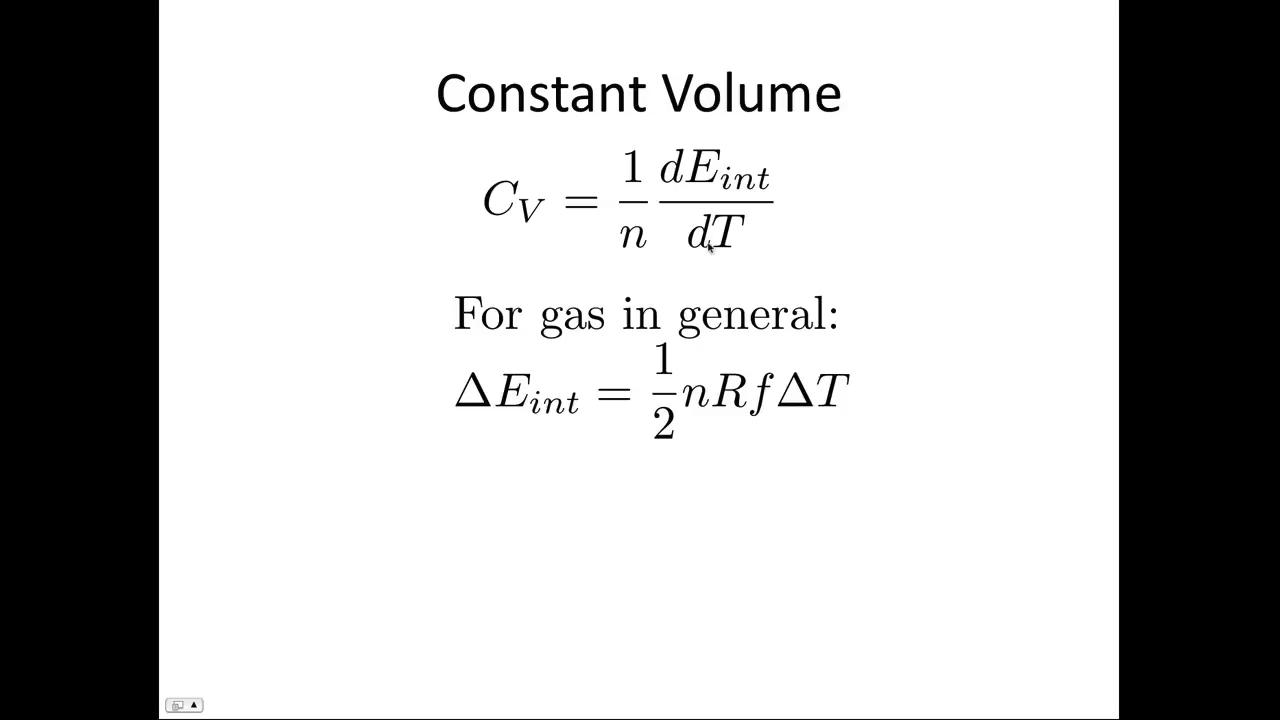 Constant Volume
$C_V = \frac{1}{n} \frac{dE_{int}}{dT}$
For gas in general:
$\Delta E_{int} = \frac{1}{2} nRf \Delta T$